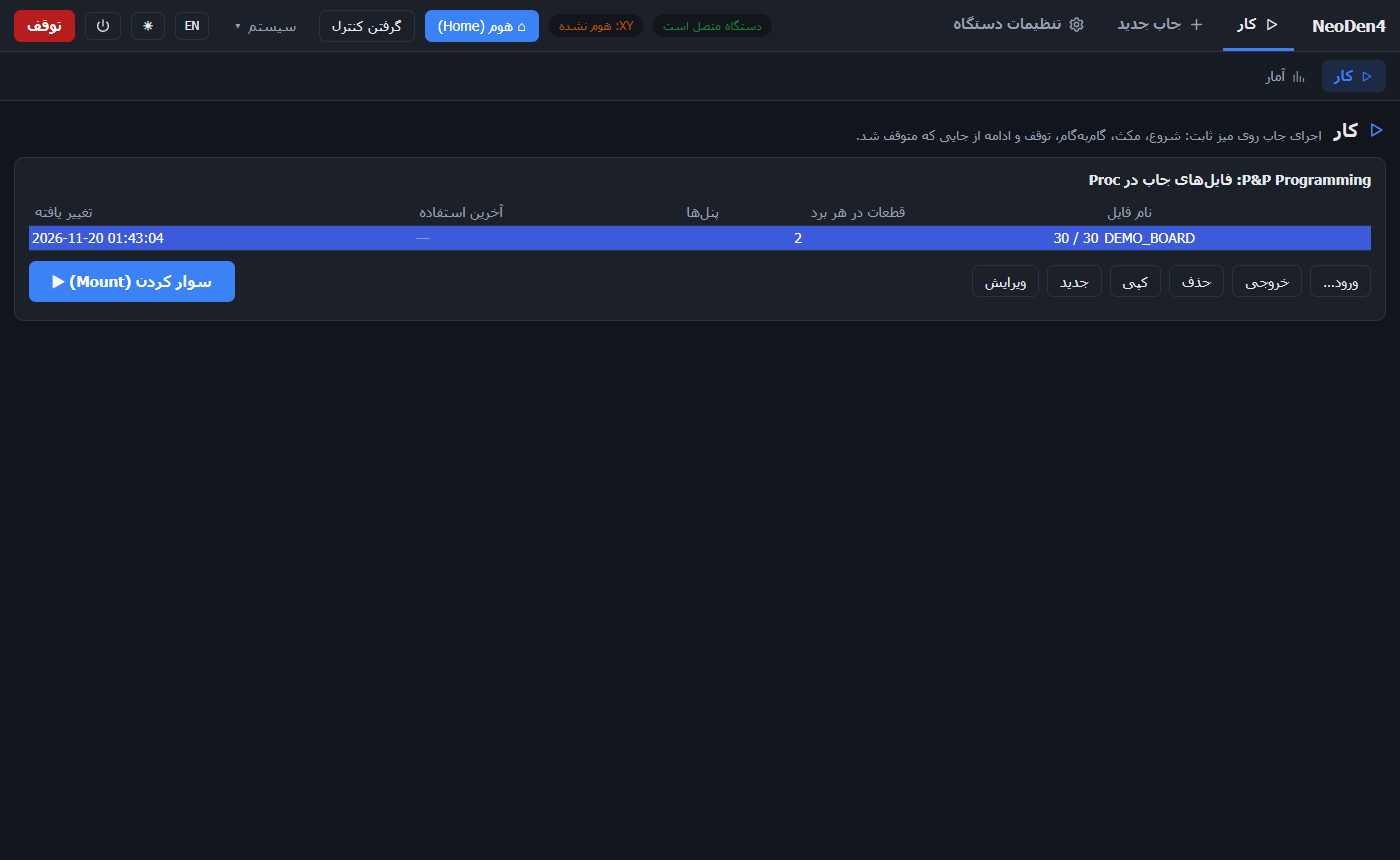 NeoDen4
کار
جاب جدید
تنظیمات دستگاه
دستگاه متصل است
XY: هوم نشده
⌂ هوم (Home)
گرفتن کنترل
سیستم ▾
EN
توقف
کار
آمار
کار
اجرای جاب روی میز ثابت: شروع، مکث، گام‌به‌گام، توقف و ادامه از جایی که متوقف شد.
P&P Programming: فایل‌های جاب در Proc
نام فایل قطعات در هر برد پنل‌ها آخرین استفاده تغییر یافته
DEMO_BOARD 30 / 30 2 — 2026-11-20 01:43:04
ورود...
خروجی
حذف
کپی
جدید
ویرایش
سوار کردن (Mount) ▶